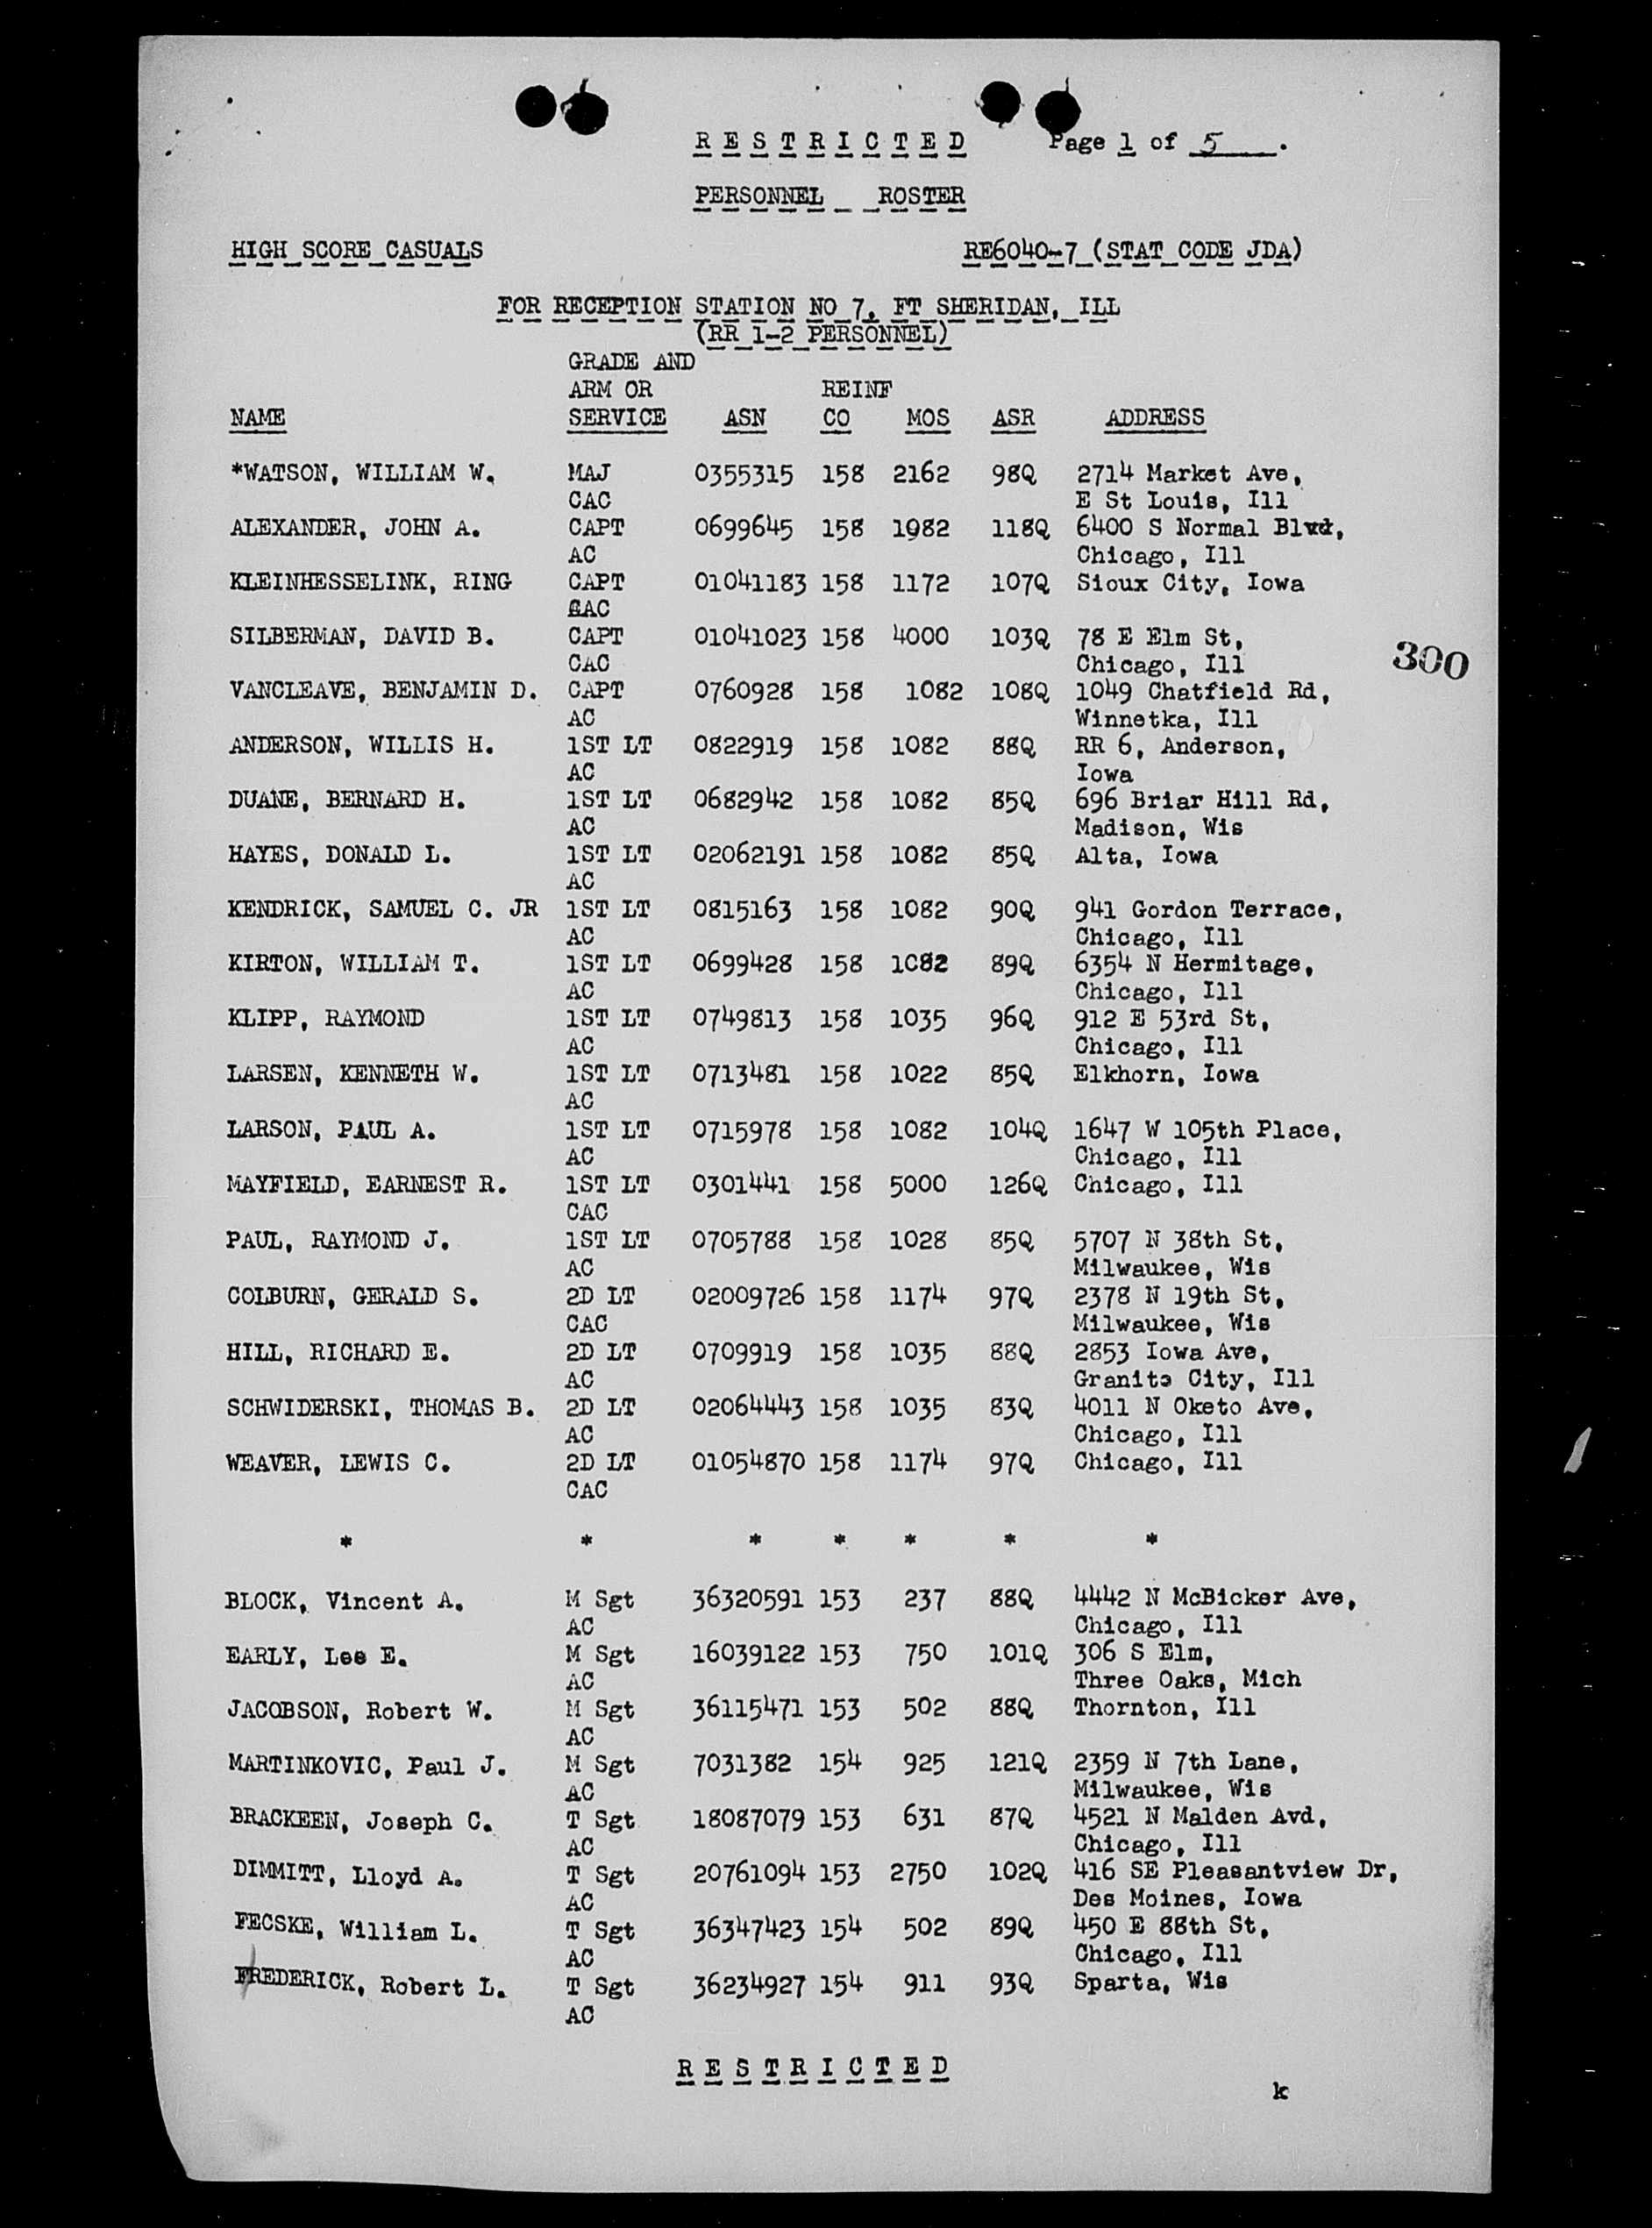 RESTRICTED Page 1 of 5.
PERSONNEL ROSTER
HIGH SCORE CASUALS RE6040-7 (STAT CODE JDA)
FOR RECEPTION STATION NO 7, FT SHERIDAN, ILL
(RR 1-2 PERSONNEL)
GRADE AND
ARM OR REINF
NAME SERVICE ASN CO MOS ASR ADDRESS
*WATSON, WILLIAM W. MAJ 0355315 158 2162 98Q 2714 Market Ave,
CAC E St Louis, Ill
ALEXANDER, JOHN A. CAPT 0699645 158 1982 118Q 6400 S Normal Blvd,
AC Chicago, Ill
KLEINHESSELINK, RING CAPT 01041183 158 1172 107Q Sioux City, Iowa
CAC
SILBERMAN, DAVID B. CAPT 01041023 158 4000 103Q 78 E Elm St,
CAC Chicago, Ill
300
VANCLEAVE, BENJAMIN D. CAPT 0760928 158 1082 108Q 1049 Chatfield Rd,
AC Winnetka, Ill
ANDERSON, WILLIS H. 1ST LT 0822919 158 1082 88Q RR 6, Anderson,
AC Iowa
DUANE, BERNARD H. 1ST LT 0682942 158 1082 85Q 696 Briar Hill Rd,
AC Madison, Wis
HAYES, DONALD L. 1ST LT 02062191 158 1082 85Q Alta, Iowa
AC
KENDRICK, SAMUEL C. JR 1ST LT 0815163 158 1082 90Q 941 Gordon Terrace,
AC Chicago, Ill
KIRTON, WILLIAM T. 1ST LT 0699428 158 1082 89Q 6354 N Hermitage,
AC Chicago, Ill
KLIPP, RAYMOND 1ST LT 0749813 158 1035 96Q 912 E 53rd St,
AC Chicago, Ill
LARSEN, KENNETH W. 1ST LT 0713481 158 1022 85Q Elkhorn, Iowa
AC
LARSON, PAUL A. 1ST LT 0715978 158 1082 104Q 1647 W 105th Place,
AC Chicago, Ill
MAYFIELD, EARNEST R. 1ST LT 0301441 158 5000 126Q Chicago, Ill
CAC
PAUL, RAYMOND J. 1ST LT 0705788 158 1028 85Q 5707 N 38th St,
AC Milwaukee, Wis
COLBURN, GERALD S. 2D LT 02009726 158 1174 97Q 2378 N 19th St,
CAC Milwaukee, Wis
HILL, RICHARD E. 2D LT 0709919 158 1035 88Q 2853 Iowa Ave,
AC Granite City, Ill
SCHWIDERSKI, THOMAS B. 2D LT 02064443 158 1035 83Q 4011 N Oketo Ave,
AC Chicago, Ill
WEAVER, LEWIS C. 2D LT 01054870 158 1174 97Q Chicago, Ill
CAC
* * * * * * *
BLOCK, Vincent A. M Sgt 36320591 153 237 88Q 4442 N McBicker Ave,
AC Chicago, Ill
EARLY, Lee E. M Sgt 16039122 153 750 101Q 306 S Elm,
AC Three Oaks, Mich
JACOBSON, Robert W. M Sgt 36115471 153 502 88Q Thornton, Ill
AC
MARTINKOVIC, Paul J. M Sgt 7031382 154 925 121Q 2359 N 7th Lane,
AC Milwaukee, Wis
BRACKEEN, Joseph C. T Sgt 18087079 153 631 87Q 4521 N Malden Avd,
AC Chicago, Ill
DIMMITT, Lloyd A. T Sgt 20761094 153 2750 102Q 416 SE Pleasantview Dr,
AC Des Moines, Iowa
FECSKE, William L. T Sgt 36347423 154 502 89Q 450 E 88th St,
AC Chicago, Ill
FREDERICK, Robert L. T Sgt 36234927 154 911 93Q Sparta, Wis
AC
RESTRICTED
k